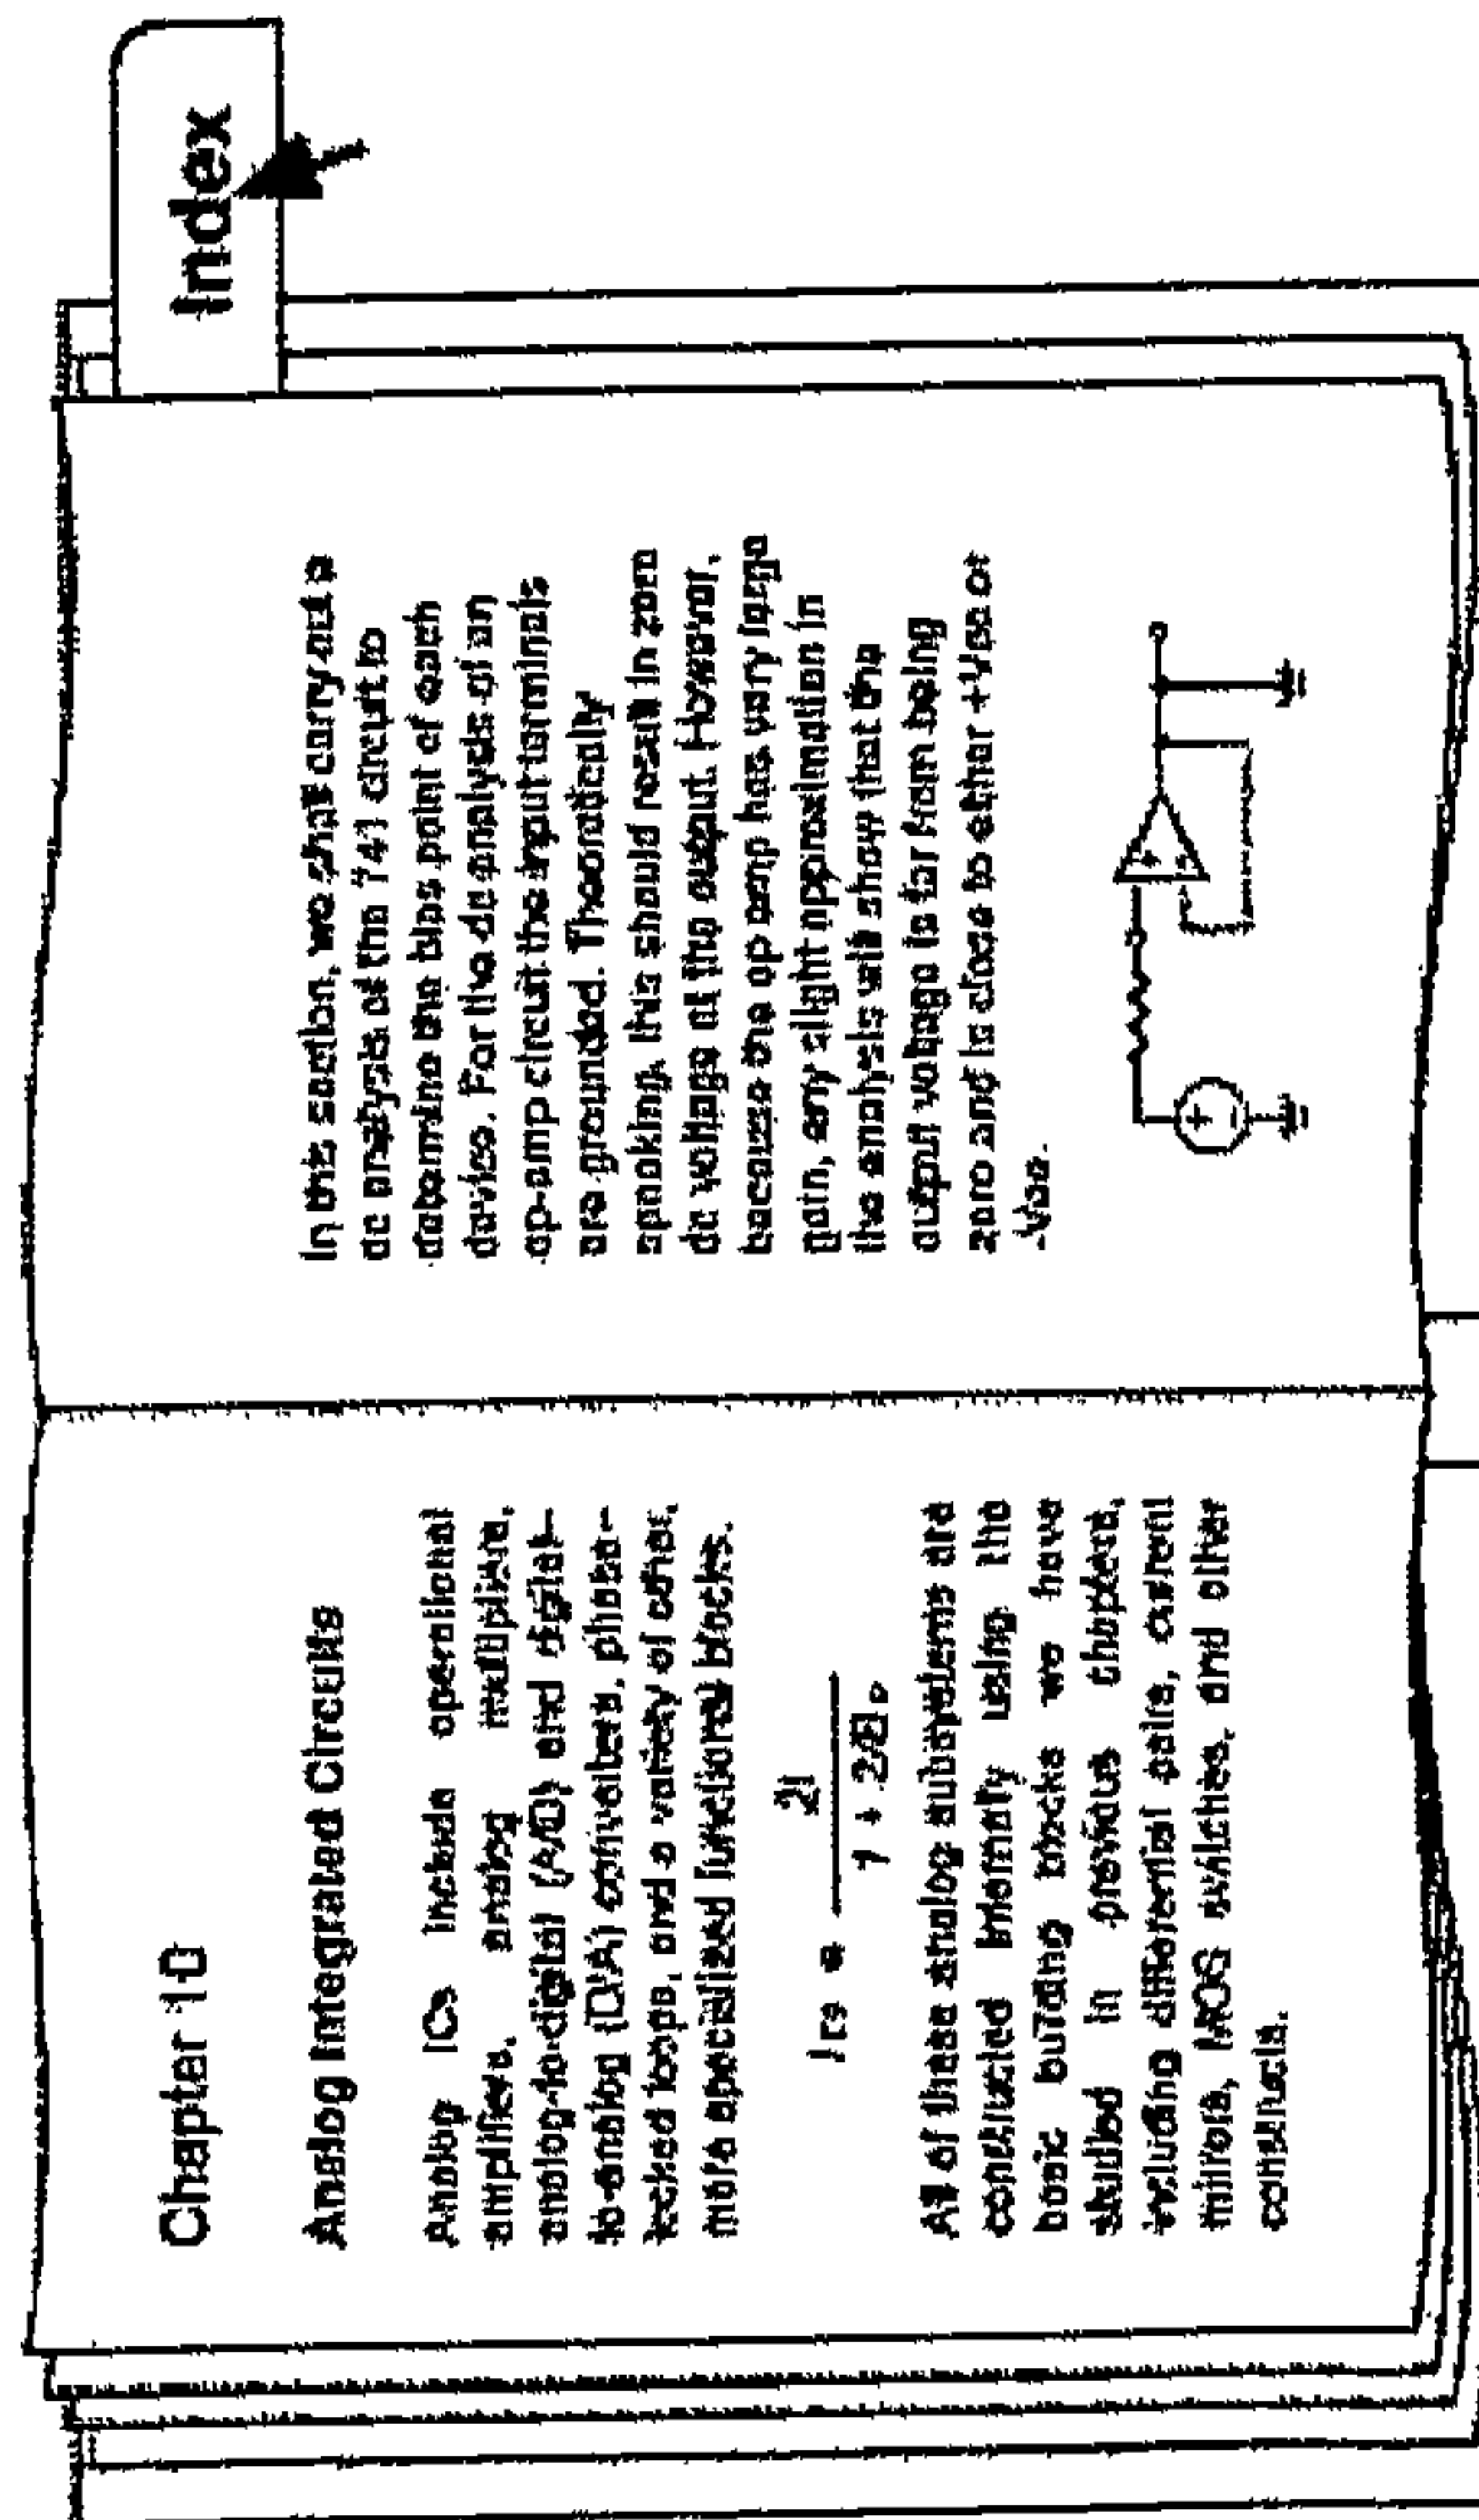 Index
Chapter 10
Analog Integrated Circuits
Analog ICs include operational
amplifiers, analog multipliers,
analog-to-digital (A/D) and digital-
to-analog (D/A) converters, phase-
locked loops, and a variety of other,
more specialized functional blocks.
2I
1 +
All of these analog subsystems are
constructed internally using the
basic building blocks we have
studied in previous chapters,
including differential pairs, current
mirrors, MOS switches, and other
contructs.
In this section, we shall carry out a
dc analysis of the 741 circuit to
determine the bias point of each
device. For the dc analysis of an
op-amp circuit the input terminals
are grounded. Theoretically
speaking, this should result in zero
dc voltage at the output. However,
because the op amp has very large
gain, any slight approximation in
the analysis will show that the
output voltage is far from being
zero and is close to either +Vcc or
+
-